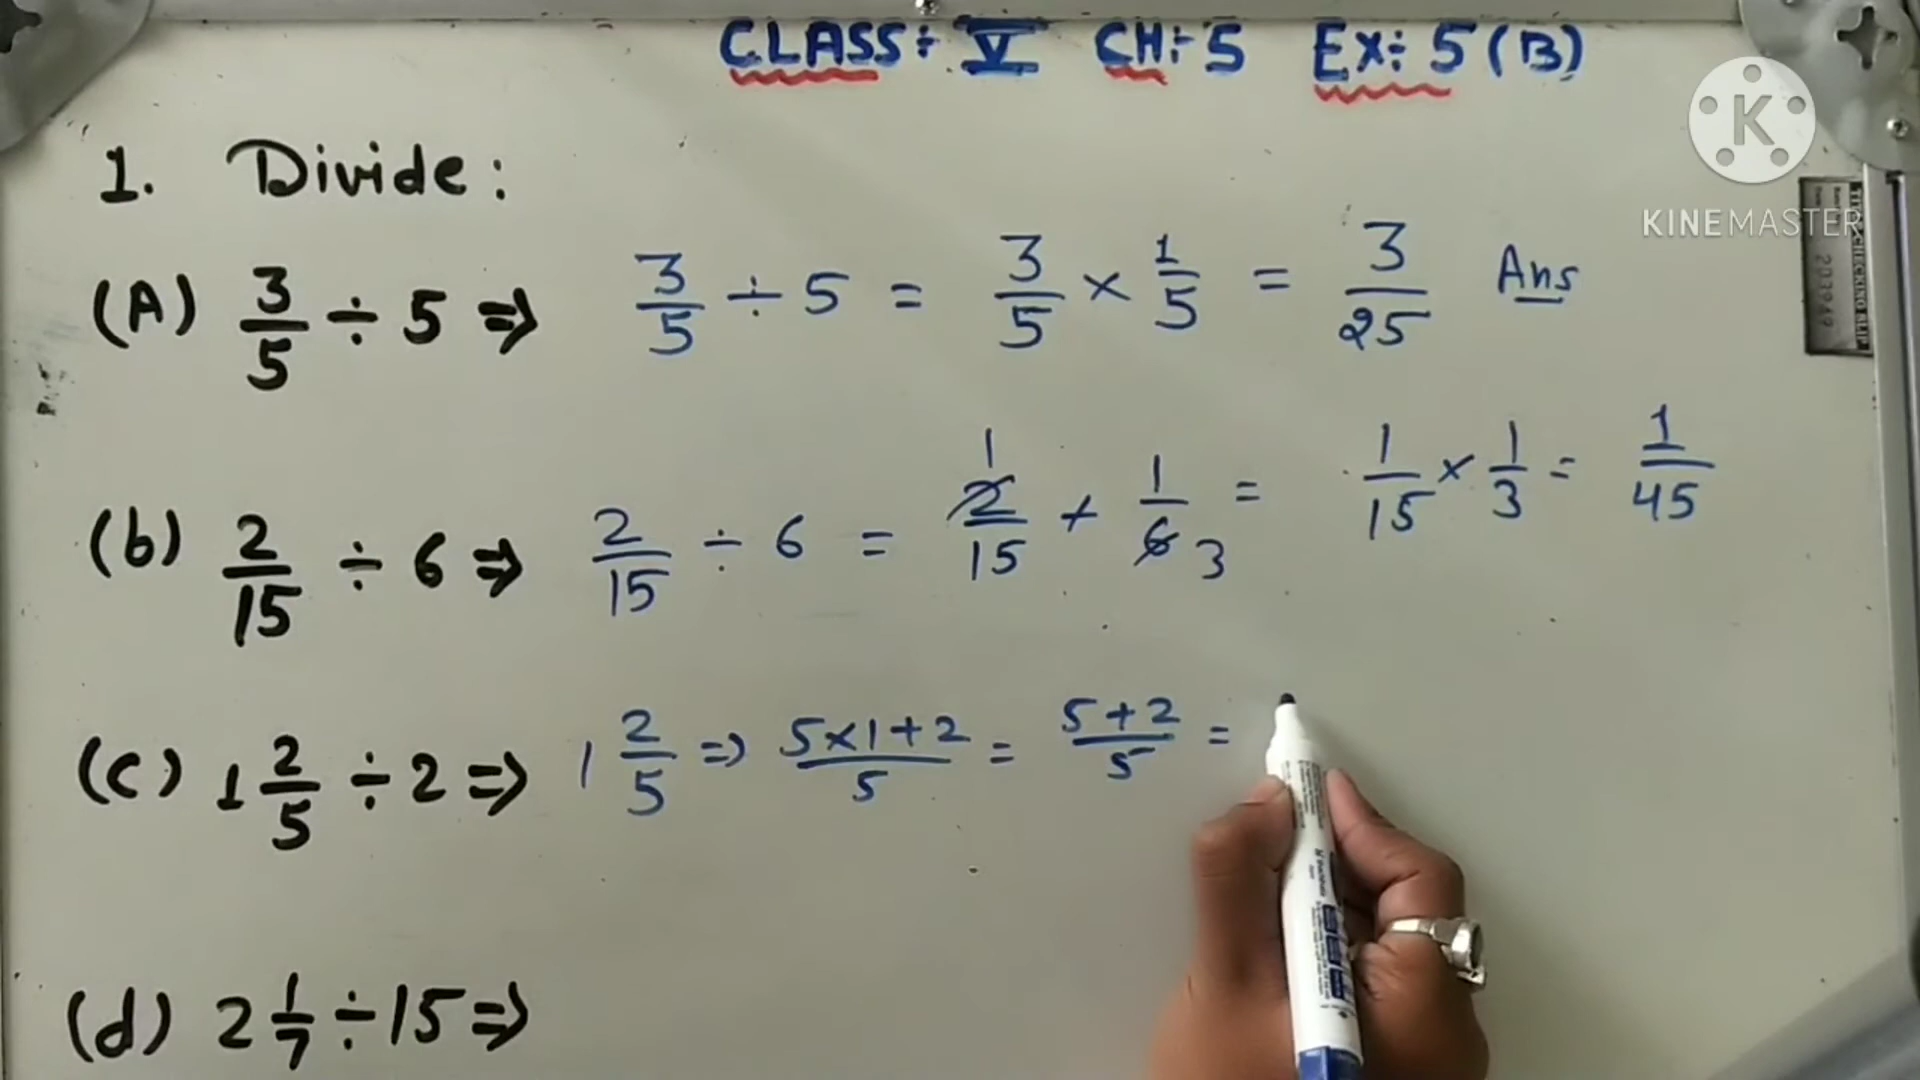 CLASS:- V CH:- 5 Ex:- 5(B)
K
KINEMASTER
1. Divide:
(A) 3/5 ÷ 5 ⇒ 3/5 ÷ 5 = 3/5 × 1/5 = 3/25 Ans
(b) 2/15 ÷ 6 ⇒ 2/15 ÷ 6 = 1 2/15 × 1/6 3 = 1/15 × 1/3 = 1/45
(c) 1 2/5 ÷ 2 ⇒ 1 2/5 ⇒ 5×1+2/5 = 5+2/5 =
(d) 2 1/7 ÷ 15 ⇒